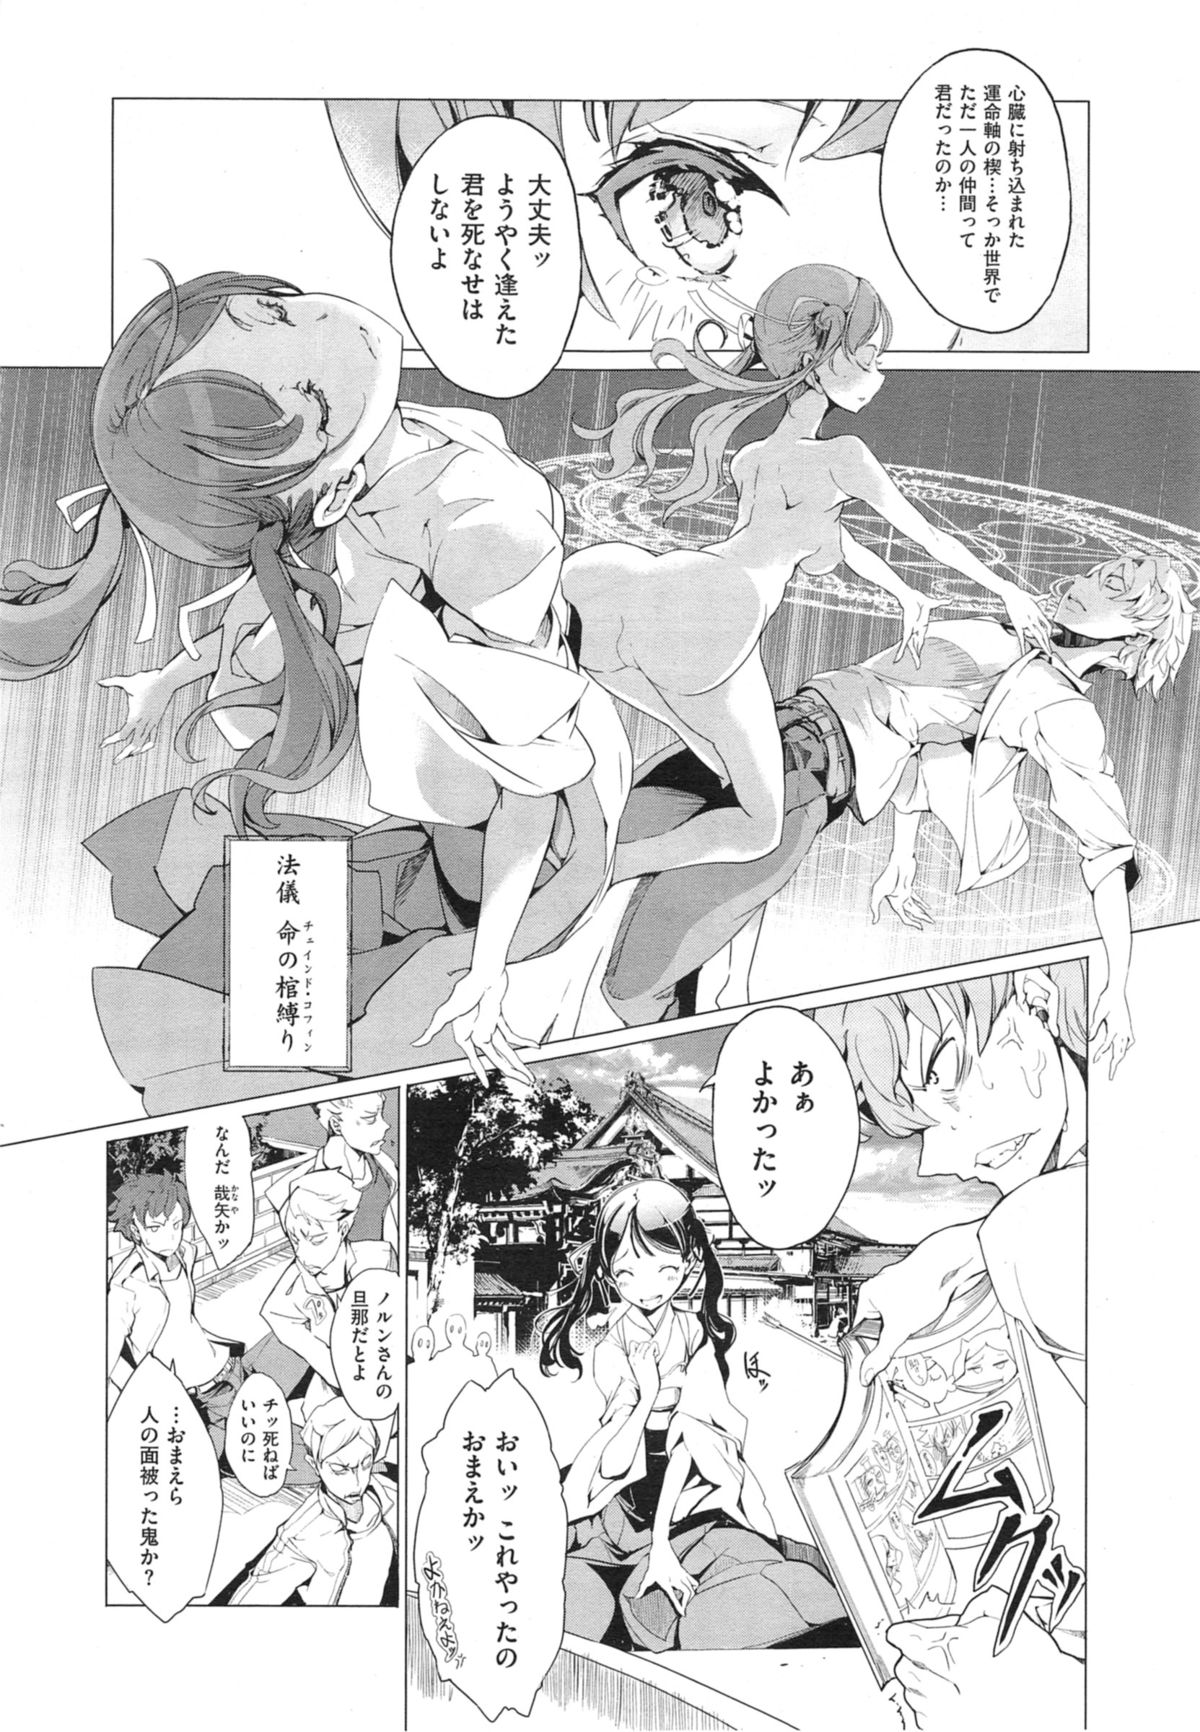 心臓に射ち込まれた
運命軸の楔…そっか世界で
ただ一人の仲間って
君だったのか…
大丈夫ッ
ようやく逢えた
君を死なせは
しないよ
法儀 命の棺縛り
チェインド・コフィン
あぁ
よかったッ
ムグッ
ほッ
おいッ これやったの
おまえかッ
よかねぇよッ
なんだ 哉矢かッ
かなや
ノルンさんの
旦那だとよ
チッ死ねば
いいのに
…おまえら
人の面被った鬼か?